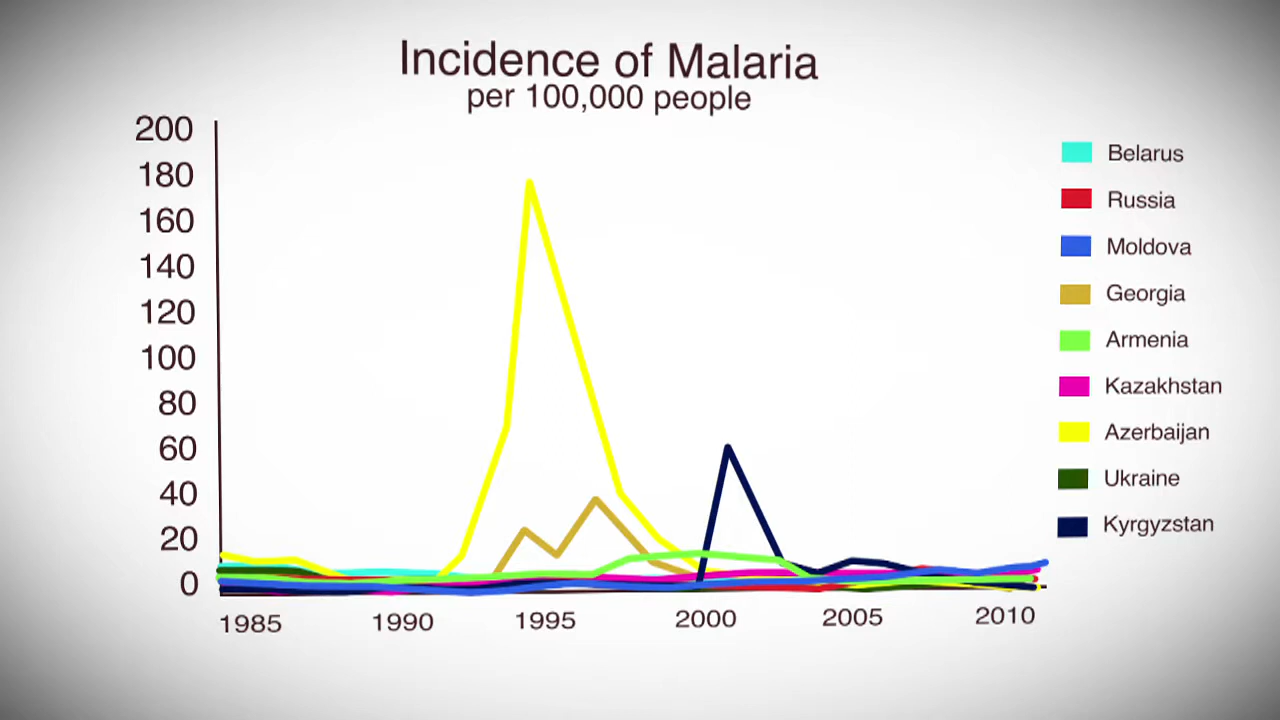 Incidence of Malaria
per 100,000 people
200
180
160
140
120
100
80
60
40
20
0
1985 1990 1995 2000 2005 2010
Belarus
Russia
Moldova
Georgia
Armenia
Kazakhstan
Azerbaijan
Ukraine
Kyrgyzstan